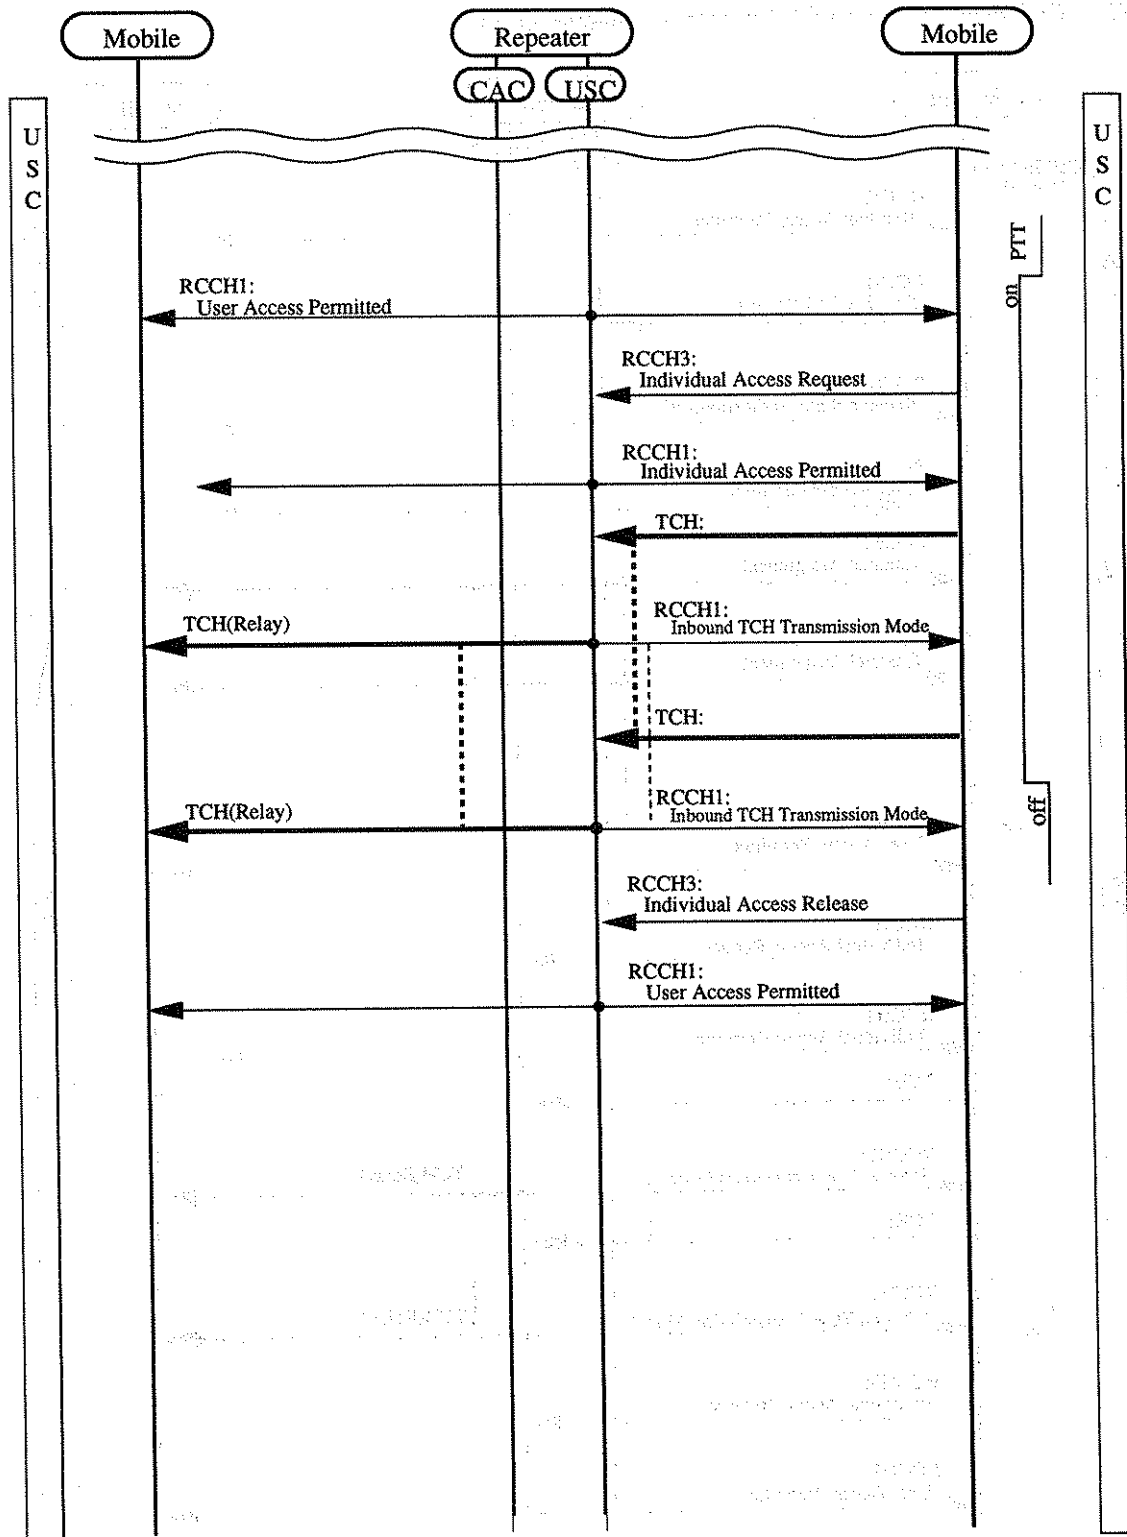 Mobile
Repeater
Mobile
CAC
USC
U
S
C
U
S
C
PTT
on
RCCH1:
User Access Permitted
RCCH3:
Individual Access Request
RCCH1:
Individual Access Permitted
TCH:
TCH(Relay)
RCCH1:
Inbound TCH Transmission Mode
TCH:
off
TCH(Relay)
RCCH1:
Inbound TCH Transmission Mode
RCCH3:
Individual Access Release
RCCH1:
User Access Permitted